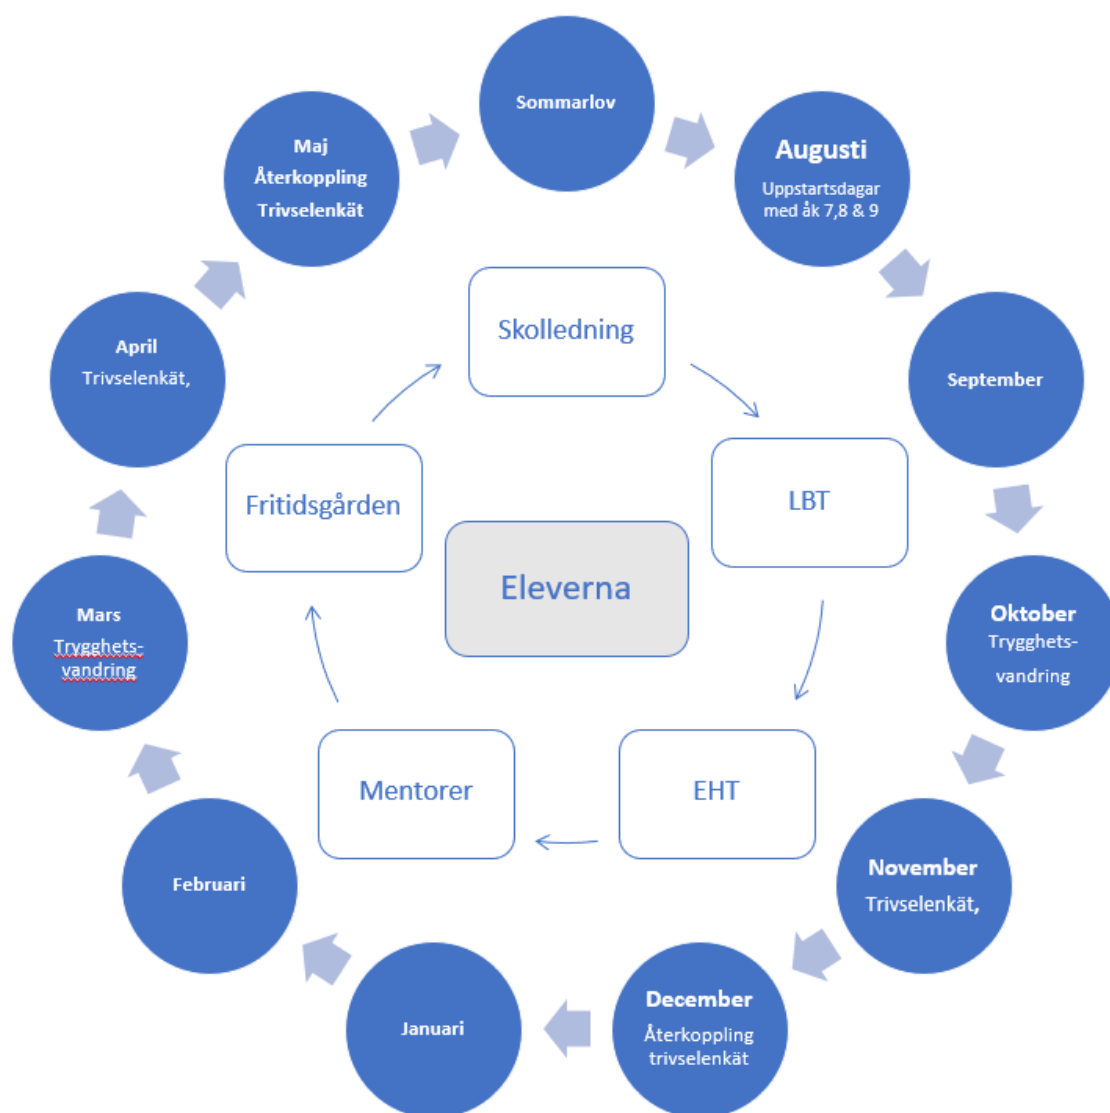 Sommarlov
Augusti
Uppstartsdagar
med åk 7,8 & 9
September
Oktober
Trygghets-
vandring
November
Trivselenkät,
December
Återkoppling
trivselenkät
Januari
Februari
Mars
Trygghets-
vandring
April
Trivselenkät,
Maj
Återkoppling
Trivselenkät
Skolledning
LBT
EHT
Mentorer
Fritidsgården
Eleverna